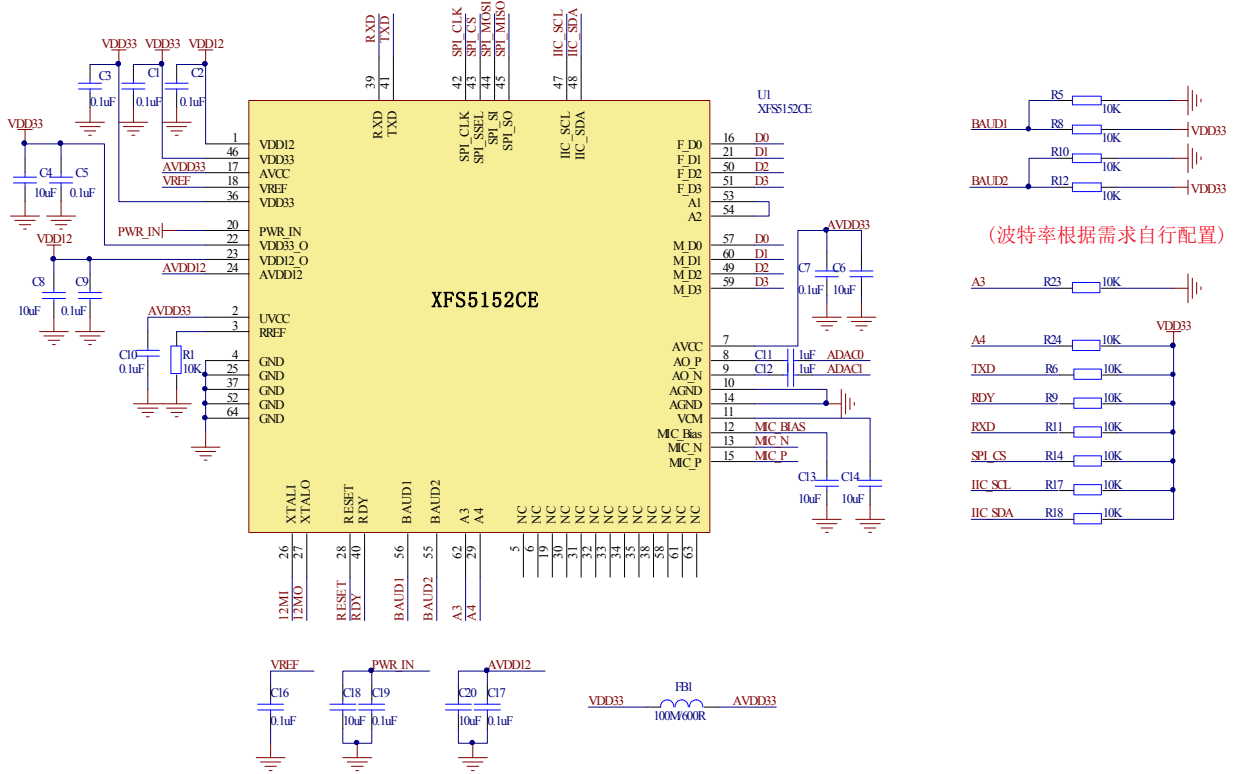 RXD
TXD
SPI_CLK
SPI_CS
SPI_MOSI
SPI_MISO
IIC_SCL
IIC_SDA
39
41
42
43
44
45
47
48
RXD
TXD
SPI_CLK
SPI_SSEL
SPI_SI
SPI_SO
IIC_SCL
IIC_SDA
VDD33 VDD33 VDD12
C3 C1 C2
0.1uF 0.1uF 0.1uF
VDD33
C4 C5
10uF 0.1uF
VDD12
C8 C9
10uF 0.1uF
1 VDD12
46 VDD33
AVDD33 17 AVCC
VREF 18 VREF
36 VDD33
PWR_IN 20 PWR_IN
22 VDD33_O
23 VDD12_O
AVDD12 24 AVDD12
AVDD33 2 UVCC
3 RREF
C10 R1
0.1uF 10K
4 GND
25 GND
37 GND
52 GND
64 GND
XFS5152CE
U1
XFS5152CE
F_D0 16 D0
F_D1 21 D1
F_D2 50 D2
F_D3 51 D3
A1 53
A2 54
M_D0 57 D0
M_D1 60 D1
M_D2 49 D2
M_D3 59 D3
AVDD33
C7 C6
0.1uF 10uF
AVCC 7
AO_P 8 C11 1uF ADAC0
AO_N 9 C12 1uF ADAC1
AGND 10
AGND 14
VCM 11
MIC_Bias 12 MIC_BIAS
MIC_N 13 MIC_N
MIC_P 15 MIC_P
C13 C14
10uF 10uF
XTALI
XTALO
RESET
RDY
BAUD1
BAUD2
A3
A4
NC
NC
NC
NC
NC
NC
NC
NC
NC
NC
NC
NC
NC
26
27
28
40
56
55
62
29
5
6
19
30
31
32
33
34
35
38
58
61
63
12MI
12MO
RESET
RDY
BAUD1
BAUD2
A3
A4
R5 10K
BAUD1 R8 10K VDD33
R10 10K
BAUD2 R12 10K VDD33
(波特率根据需求自行配置)
A3 R23 10K
VDD33
A4 R24 10K
TXD R6 10K
RDY R9 10K
RXD R11 10K
SPI_CS R14 10K
IIC_SCL R17 10K
IIC_SDA R18 10K
VREF
C16
0.1uF
PWR_IN
C18 C19
10uF 0.1uF
AVDD12
C20 C17
10uF 0.1uF
FB1
VDD33 AVDD33
100M/600R